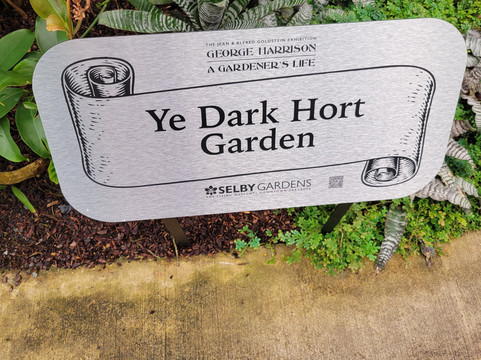 THE JEAN & ALFRED GOLDSTEIN EXHIBITION
GEORGE HARRISON
A GARDENER'S LIFE
Ye Dark Hort
Garden
SELBY GARDENS